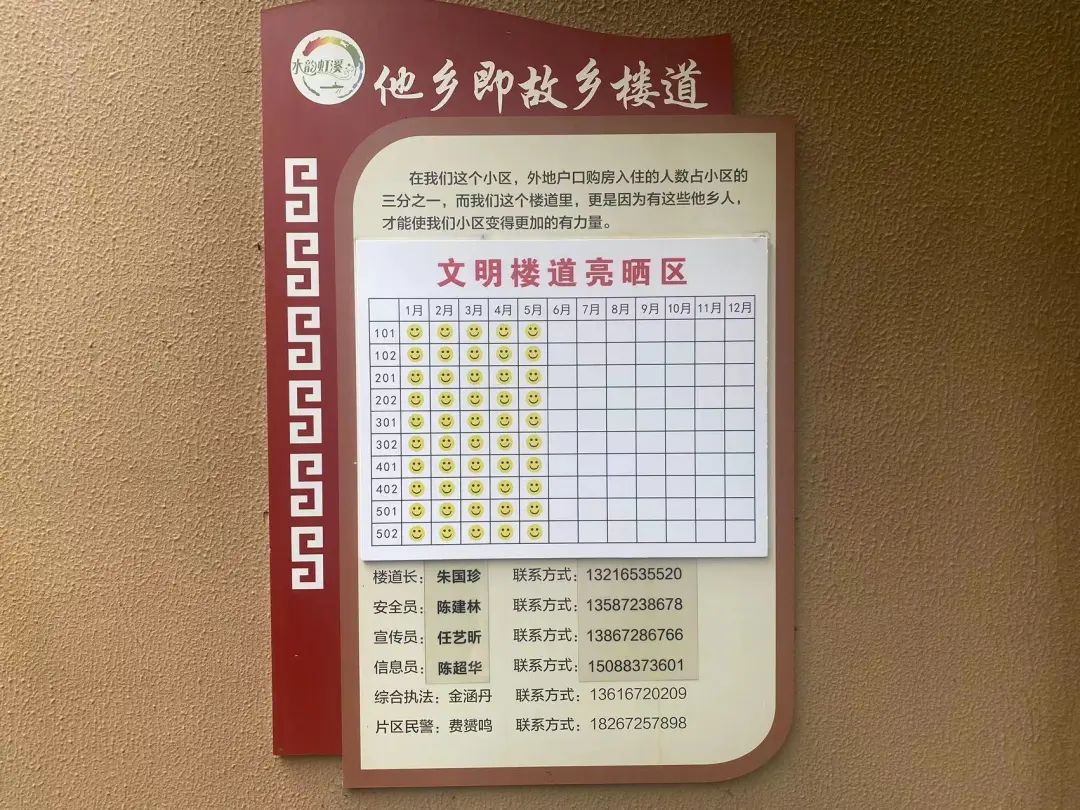 水韵虹溪
他乡即故乡楼道
在我们这个小区，外地户口购房入住的人数占小区的
三分之一，而我们这个楼道里，更是因为有这些他乡人，
才能使我们小区变得更加的有力量。
文明楼道亮晒区
1月 2月 3月 4月 5月 6月 7月 8月 9月 10月 11月 12月
101
102
201
202
301
302
401
402
501
502
楼道长：朱国珍 联系方式：13216535520
安全员：陈建林 联系方式：13587238678
宣传员：任艺昕 联系方式：13867286766
信息员：陈超华 联系方式：15088373601
综合执法：金涵丹 联系方式：13616720209
片区民警：费赟鸣 联系方式：18267257898